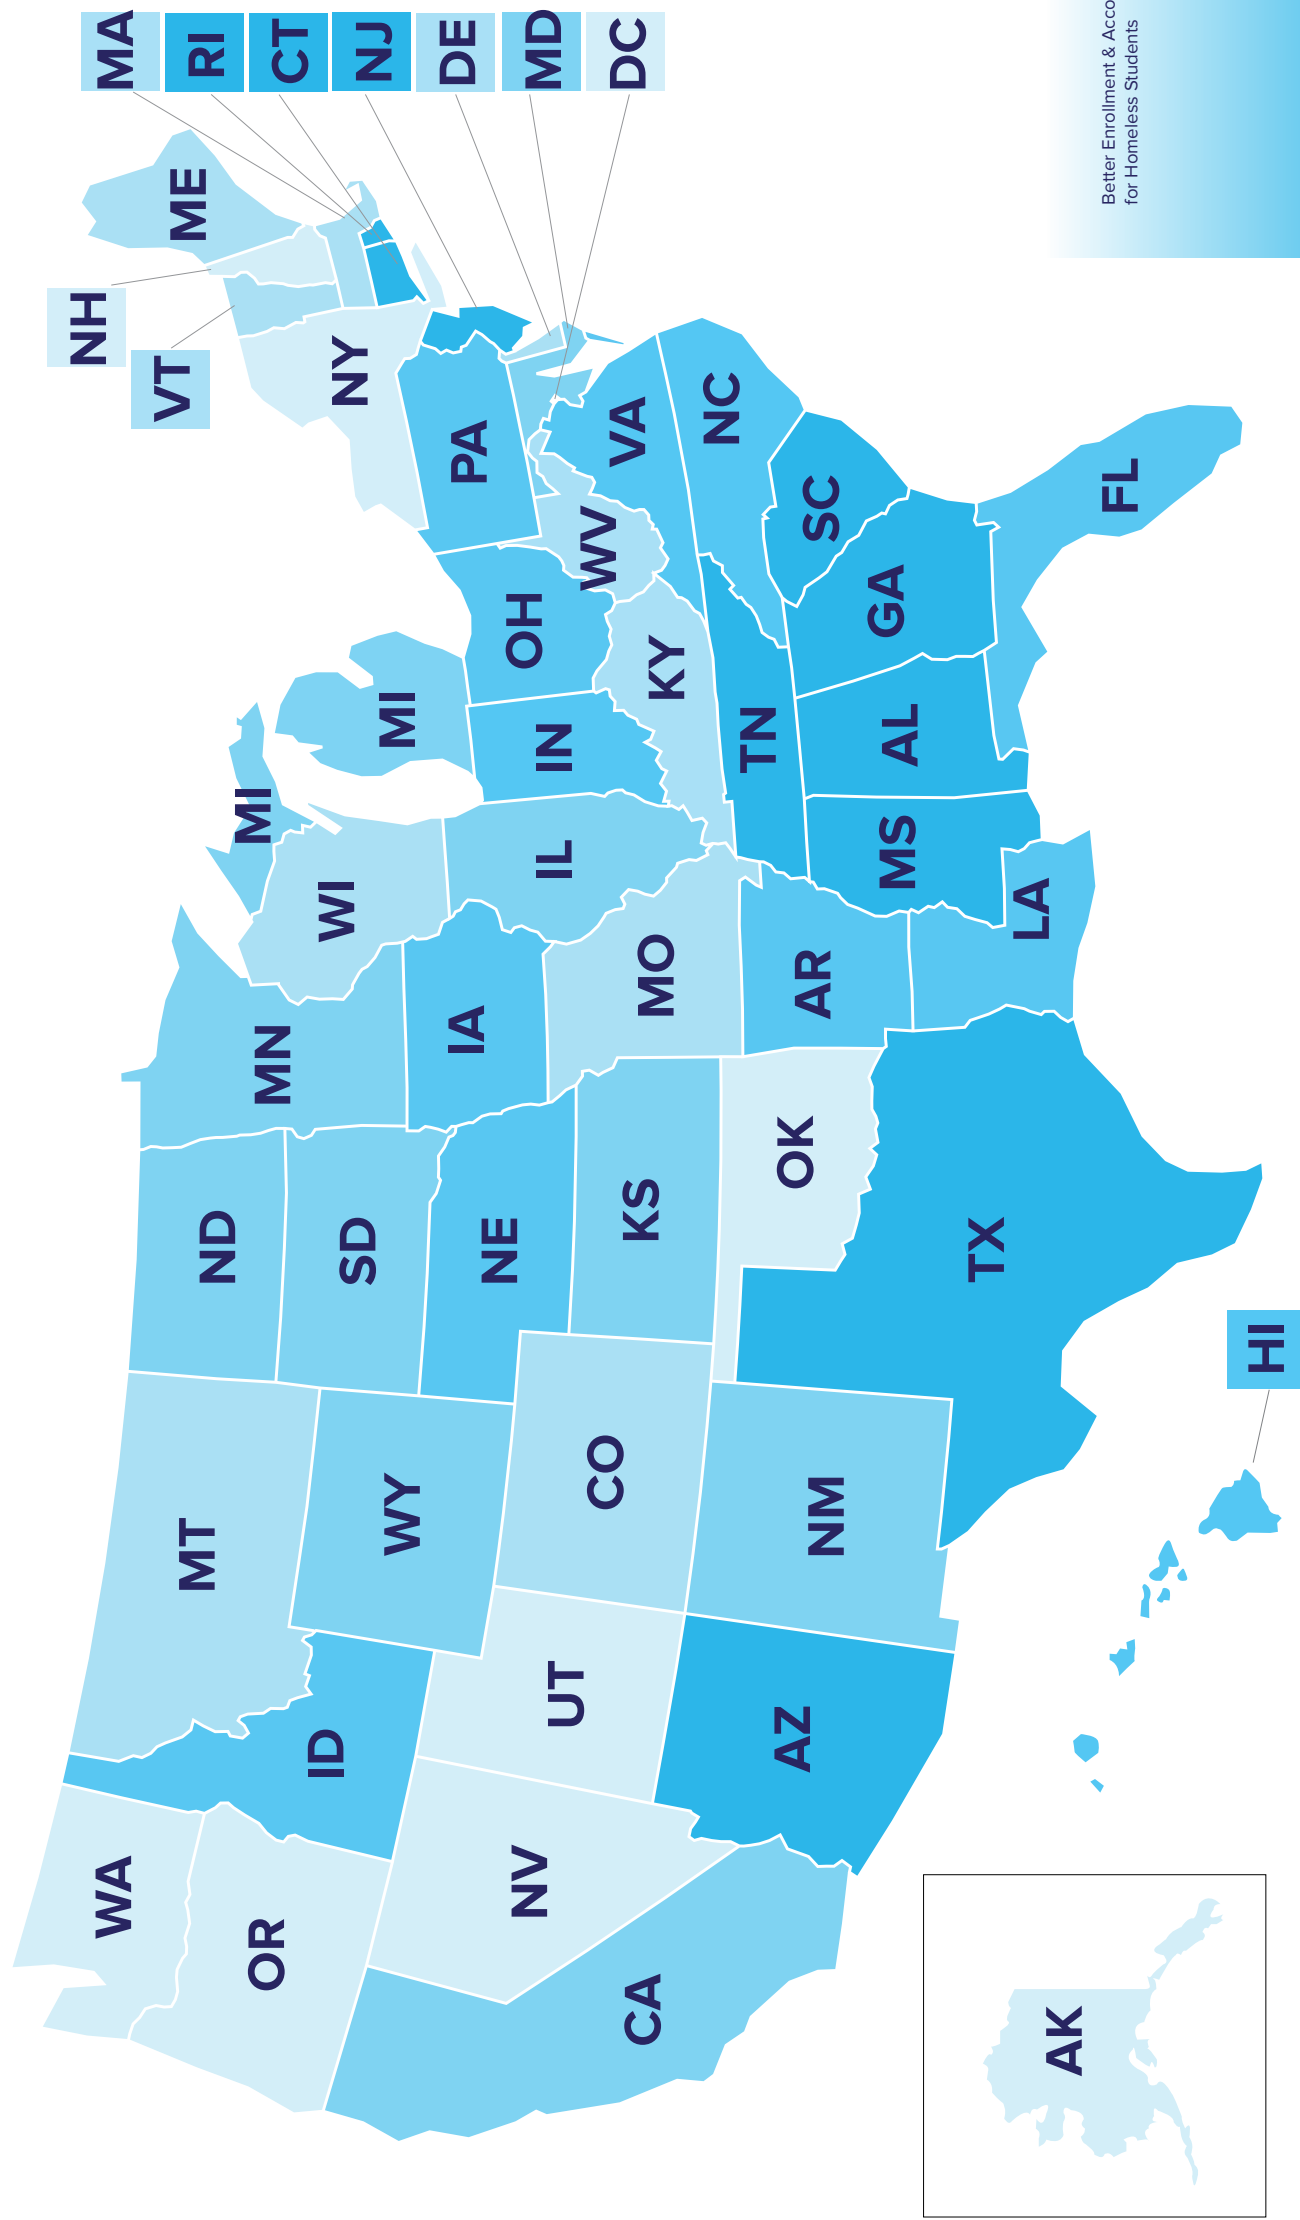 WA
OR
CA
NV
ID
MT
WY
UT
AZ
CO
NM
ND
SD
NE
KS
OK
TX
MN
IA
MO
AR
LA
WI
IL
MS
MI
MI
IN
KY
TN
AL
OH
WV
GA
FL
SC
NC
VA
PA
NY
VT
NH
ME
MA
RI
CT
NJ
DE
MD
DC
AK
HI
Better Enrollment &
for Homeless Students